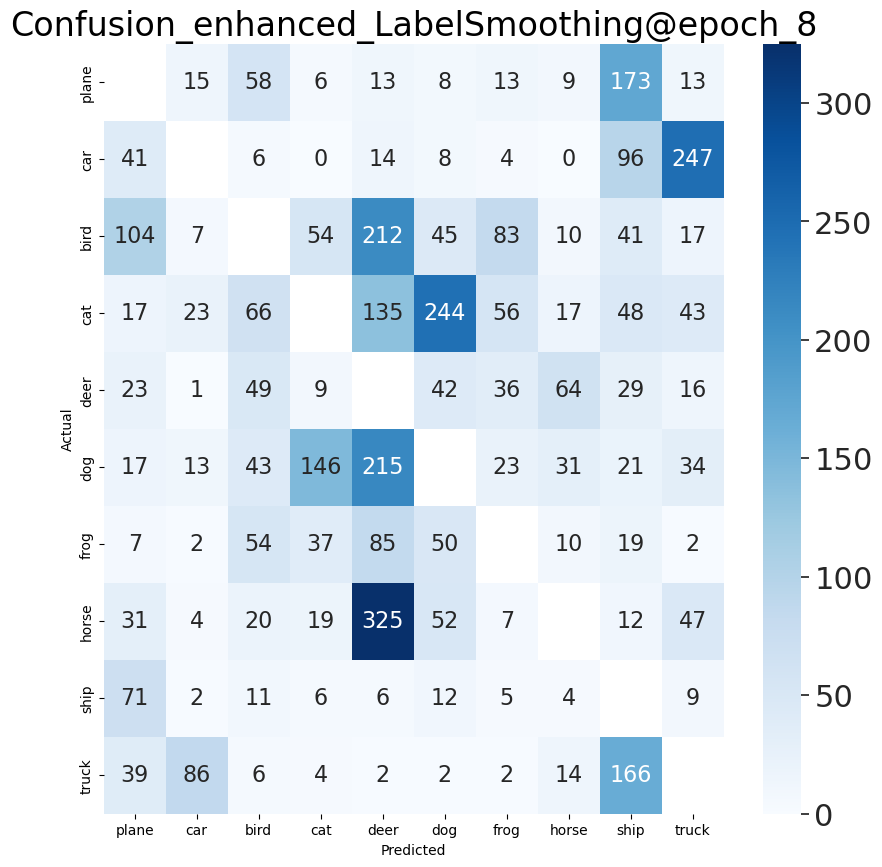 Confusion_enhanced_LabelSmoothing@epoch_8
plane 15 58 6 13 8 13 9 173 13
car 41 6 0 14 8 4 0 96 247
bird 104 7 54 212 45 83 10 41 17
cat 17 23 66 135 244 56 17 48 43
deer 23 1 49 9 42 36 64 29 16
Actual
dog 17 13 43 146 215 23 31 21 34
frog 7 2 54 37 85 50 10 19 2
horse 31 4 20 19 325 52 7 12 47
ship 71 2 11 6 6 12 5 4 9
truck 39 86 6 4 2 2 2 14 166
plane car bird cat deer dog frog horse ship truck
Predicted
300
250
200
150
100
50
0